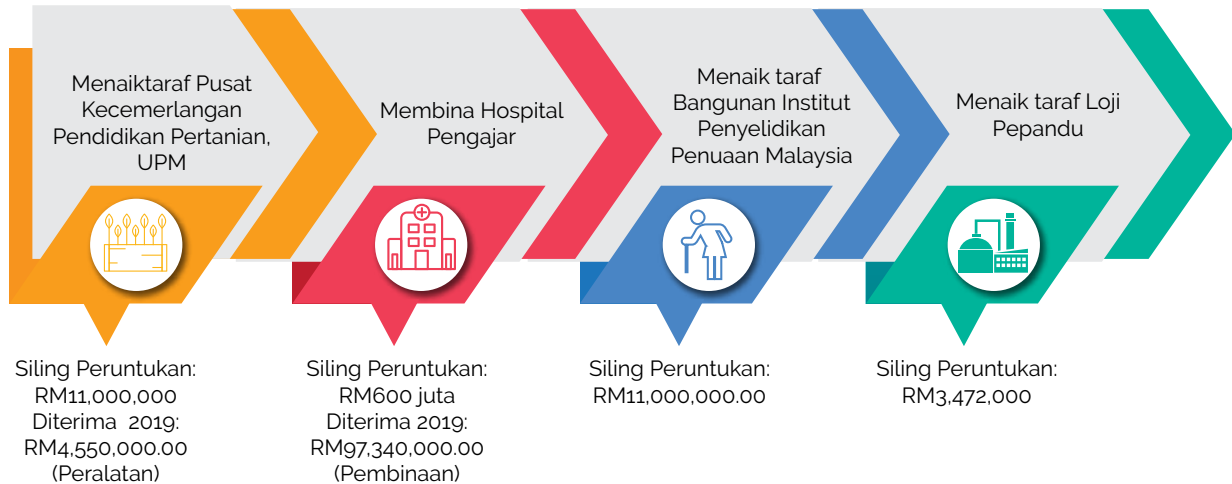 Menaiktaraf Pusat
Kecemerlangan
Pendidikan Pertanian,
UPM
Siling Peruntukan:
RM11,000,000
Diterima 2019:
RM4,550,000.00
(Peralatan)
Membina Hospital
Pengajar
Siling Peruntukan:
RM600 juta
Diterima 2019:
RM97,340,000.00
(Pembinaan)
Menaik taraf
Bangunan Institut
Penyelidikan
Penuaan Malaysia
Siling Peruntukan:
RM11,000,000.00
Menaik taraf Loji
Pepandu
Siling Peruntukan:
RM3,472,000